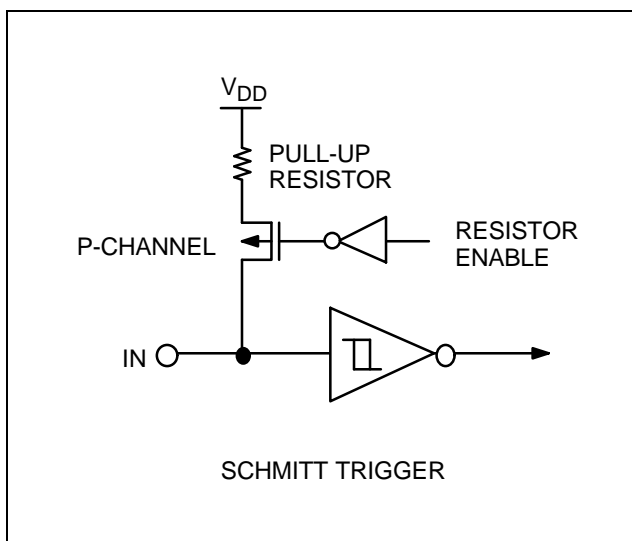 VDD
PULL-UP
RESISTOR
P-CHANNEL
RESISTOR
ENABLE
IN
SCHMITT TRIGGER